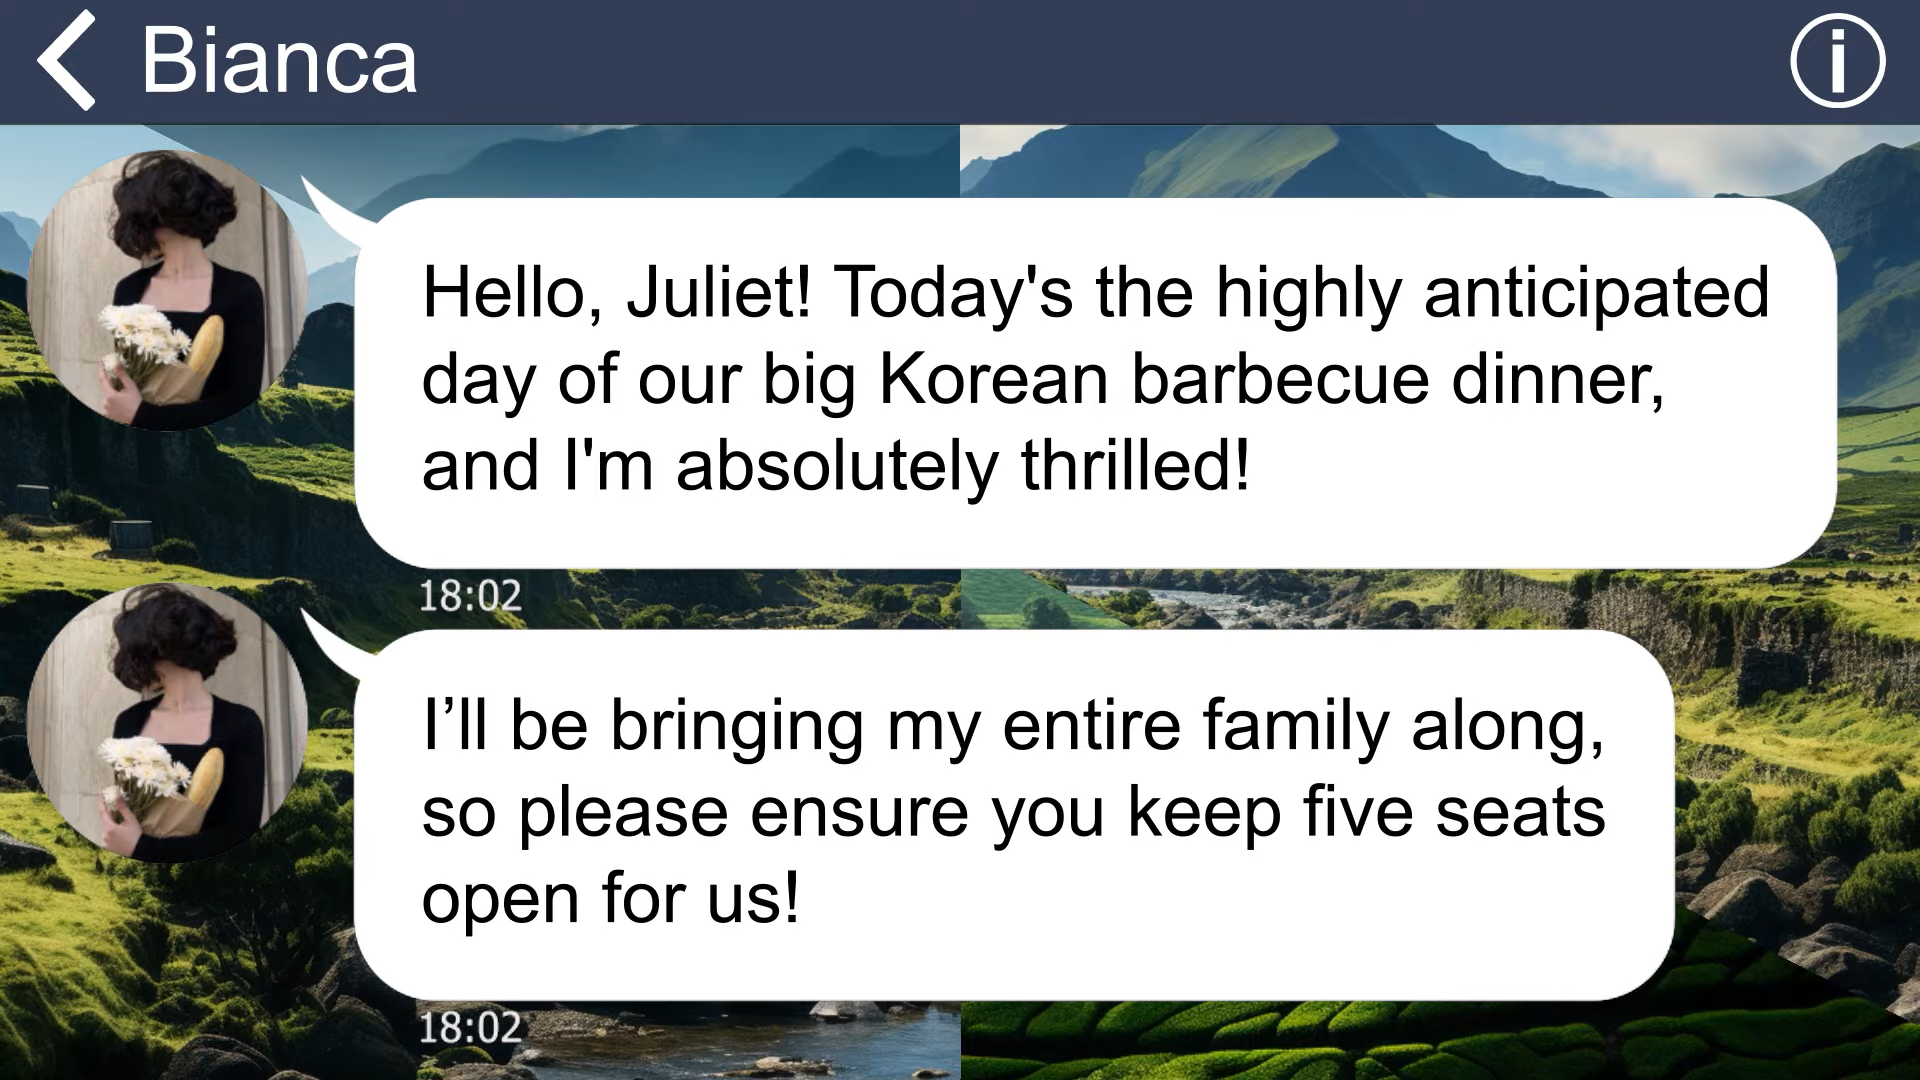 Bianca
Hello, Juliet! Today's the highly anticipated
day of our big Korean barbecue dinner,
and I'm absolutely thrilled!
18:02
I’ll be bringing my entire family along,
so please ensure you keep five seats
open for us!
18:02